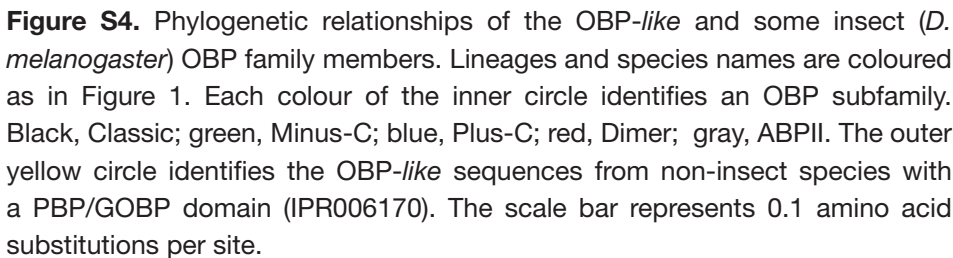 Figure S4. Phylogenetic relationships of the OBP-like and some insect (D.
melanogaster) OBP family members. Lineages and species names are coloured
as in Figure 1. Each colour of the inner circle identifies an OBP subfamily.
Black, Classic; green, Minus-C; blue, Plus-C; red, Dimer; gray, ABPII. The outer
yellow circle identifies the OBP-like sequences from non-insect species with
a PBP/GOBP domain (IPR006170). The scale bar represents 0.1 amino acid
substitutions per site.